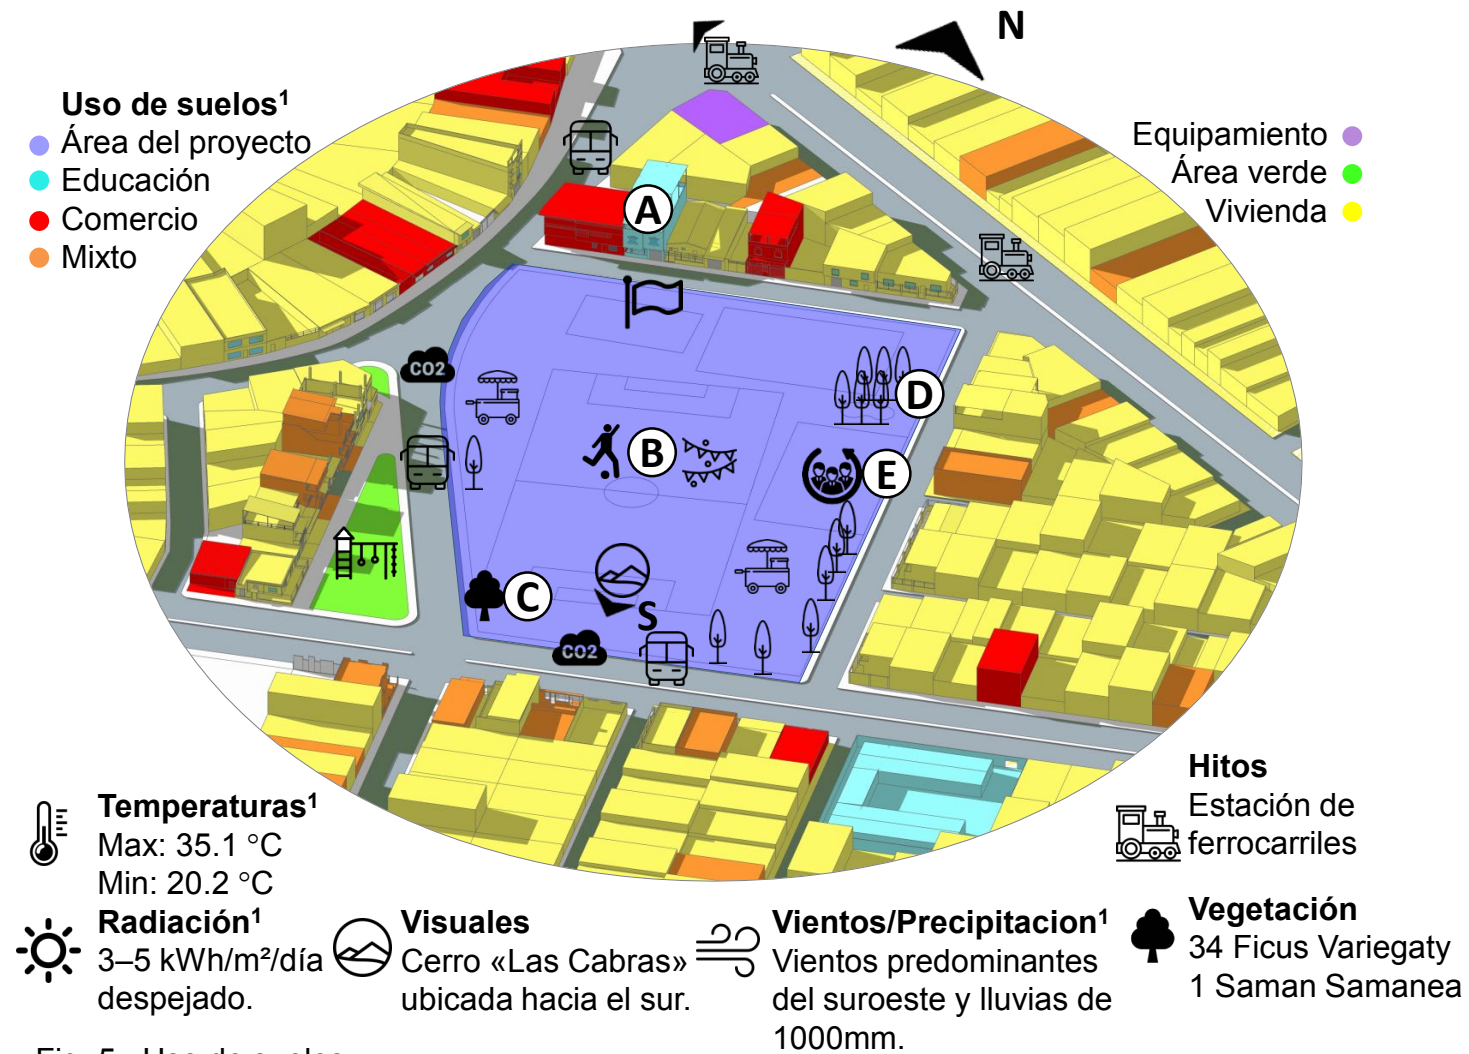 N
Uso de suelos¹
Área del proyecto
Educación
Comercio
Mixto
Equipamiento
Área verde
Vivienda
A
CO2
D
B
E
C
S
CO2
Hitos
Estación de
ferrocarriles
Temperaturas¹
Max: 35.1 °C
Min: 20.2 °C
Radiación¹
3–5 kWh/m²/día
despejado.
Visuales
Cerro «Las Cabras»
ubicada hacia el sur.
Vientos/Precipitacion¹
Vientos predominantes
del suroeste y lluvias de
1000mm.
Vegetación
34 Ficus Variegaty
1 Saman Samanea